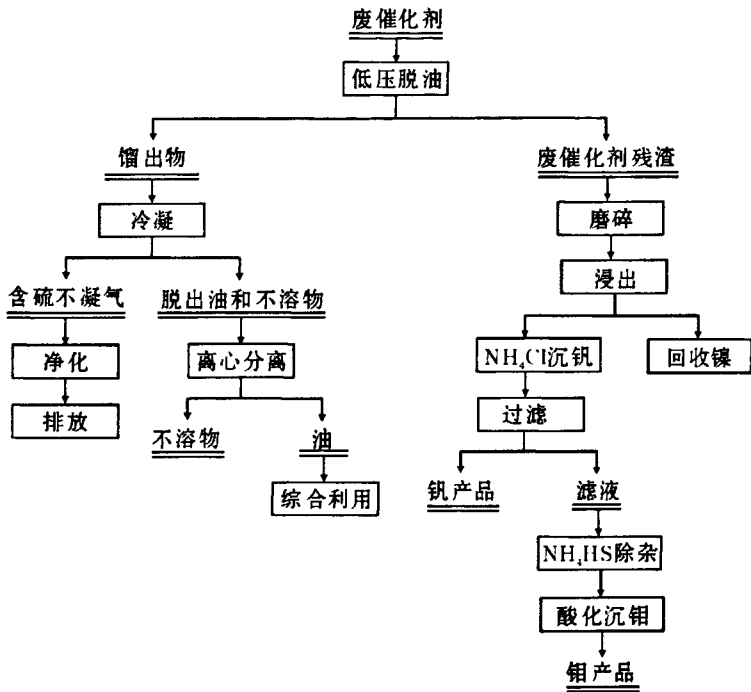 废催化剂
低压脱油
馏出物
废催化剂残渣
冷凝
磨碎
含硫不凝气
脱出油和不溶物
浸出
净化
离心分离
NH₄Cl沉钒
回收镍
排放
过滤
不溶物
油
综合利用
钒产品
滤液
NH₄HS除杂
酸化沉钼
钼产品